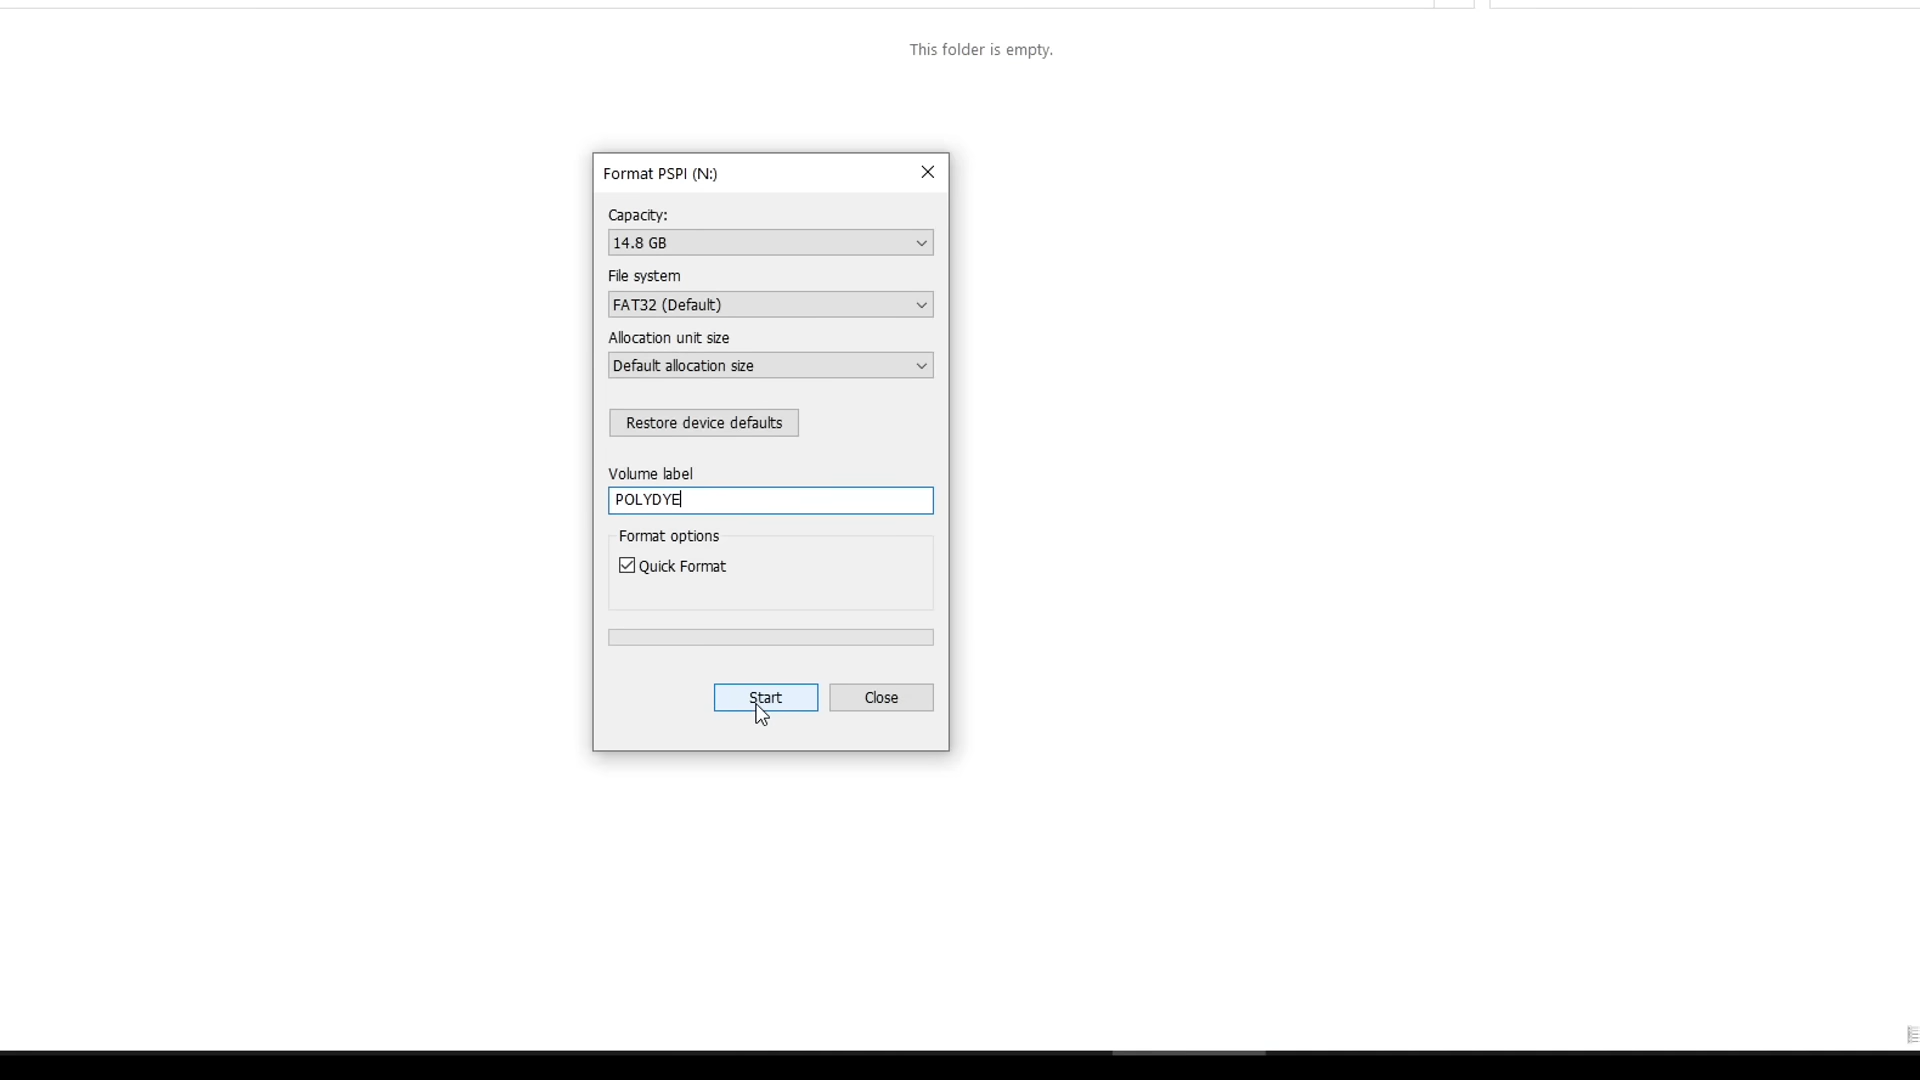 This folder is empty.
Format PSPI (N:)
Capacity:
14.8 GB
File system
FAT32 (Default)
Allocation unit size
Default allocation size
Restore device defaults
Volume label
POLYDYE
Format options
Quick Format
Start
Close